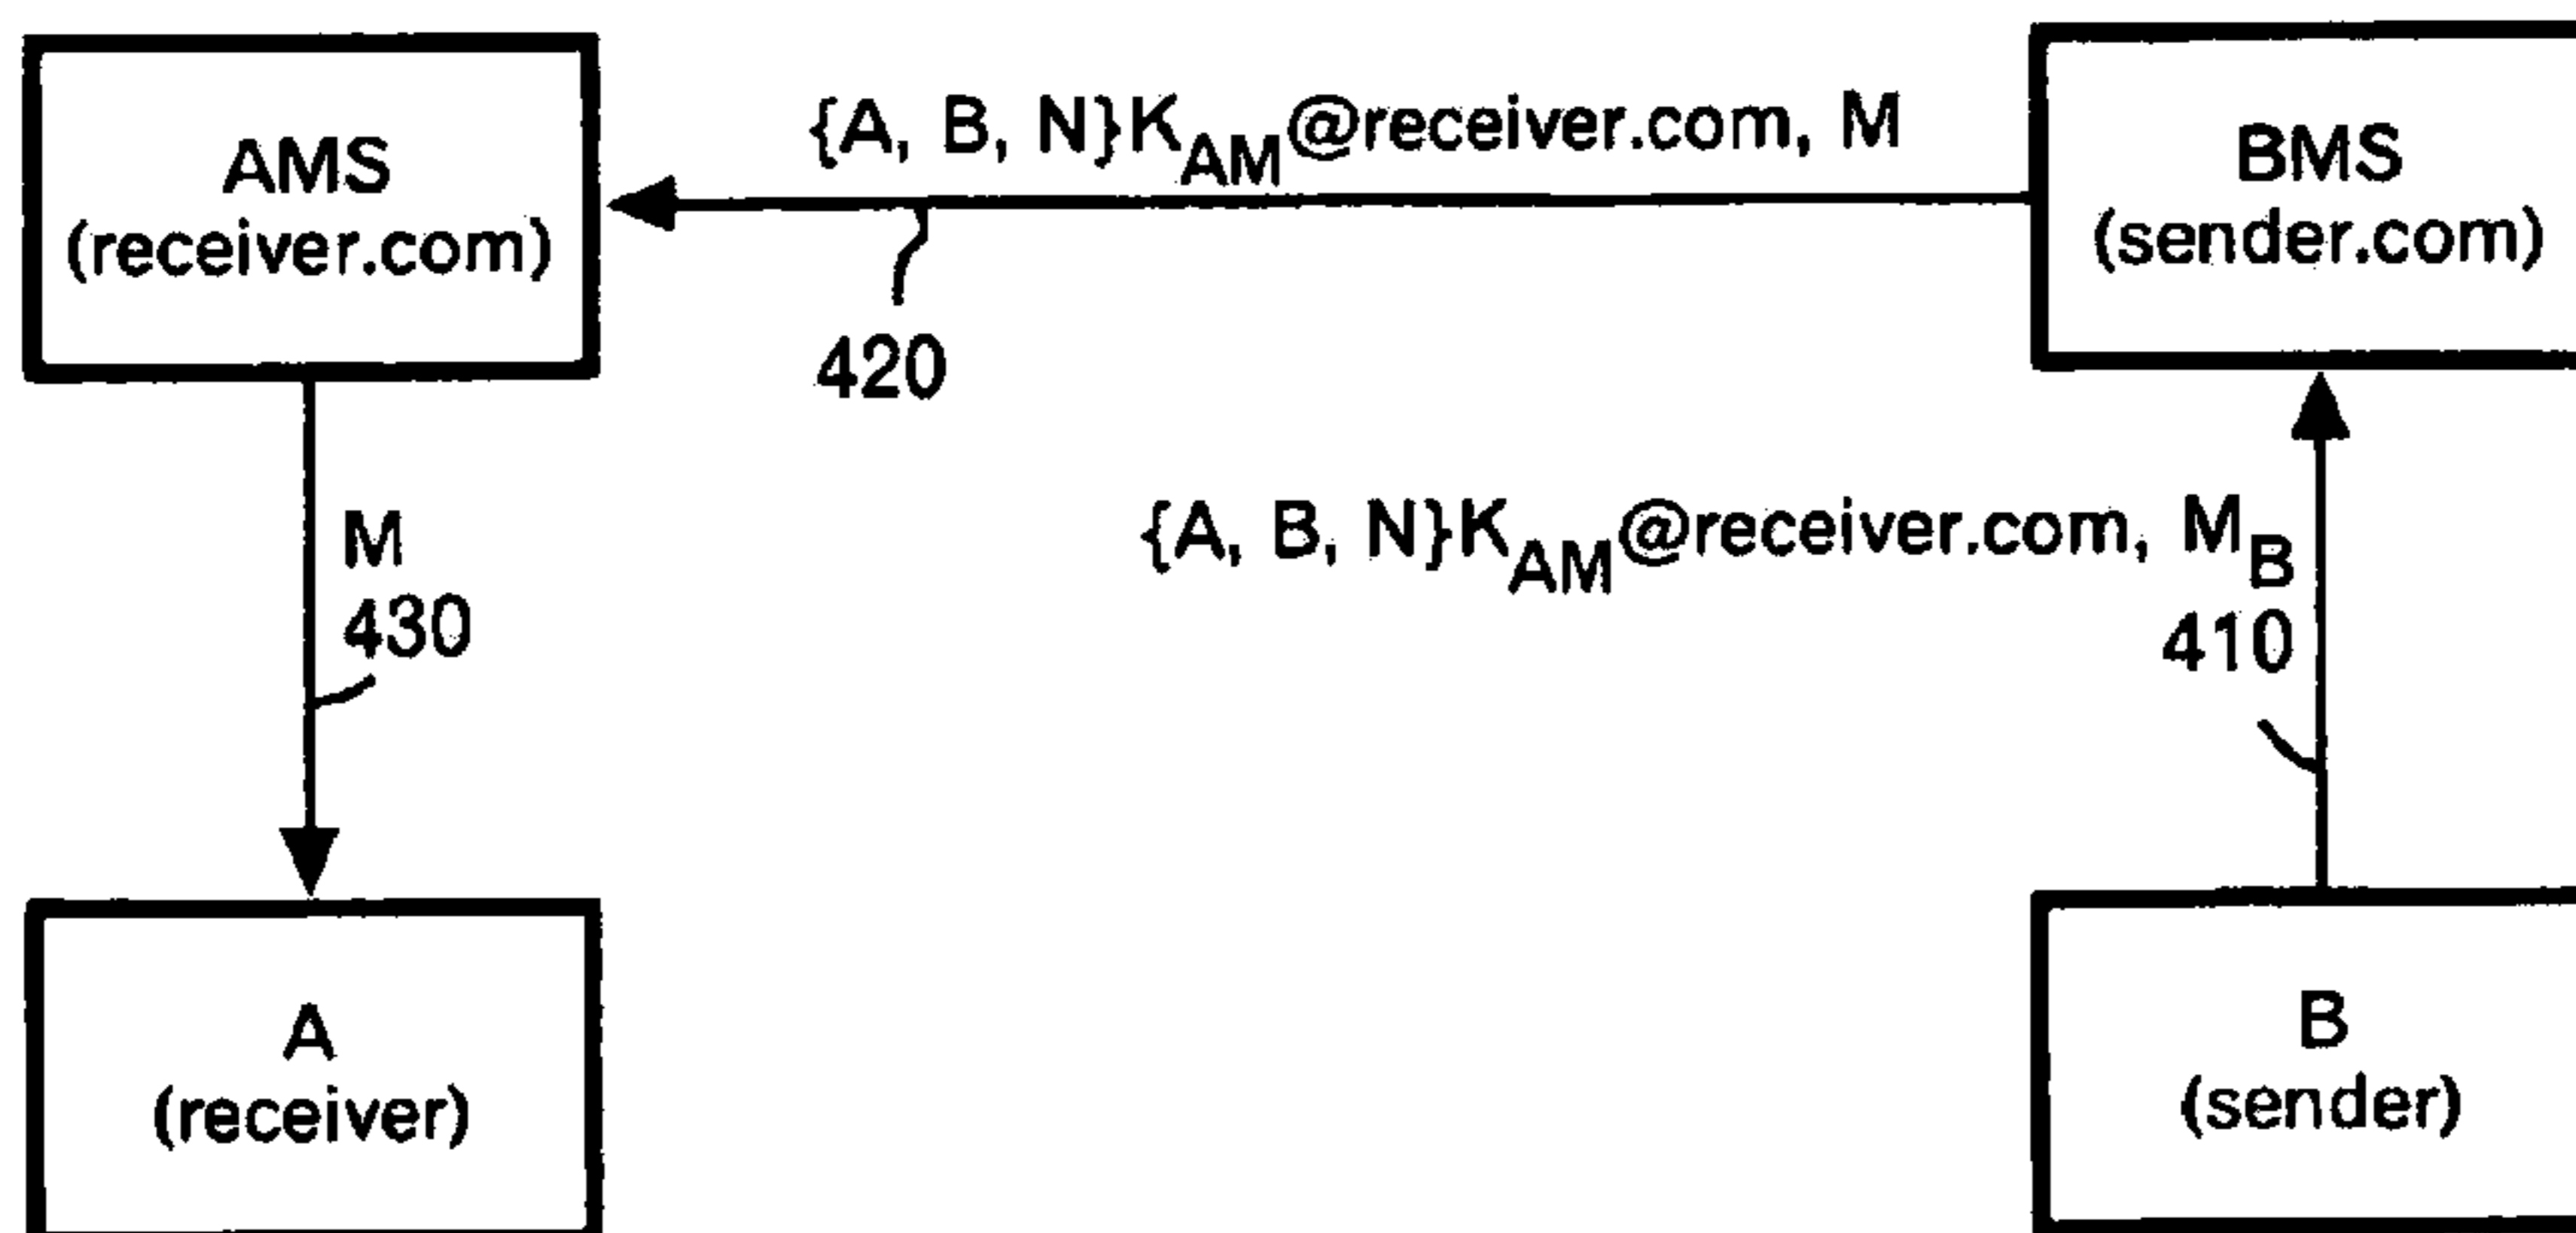 AMS
(receiver.com)
{A, B, N}K_AM@receiver.com, M
BMS
(sender.com)
420
M
430
{A, B, N}K_AM@receiver.com, M_B
410
A
(receiver)
B
(sender)